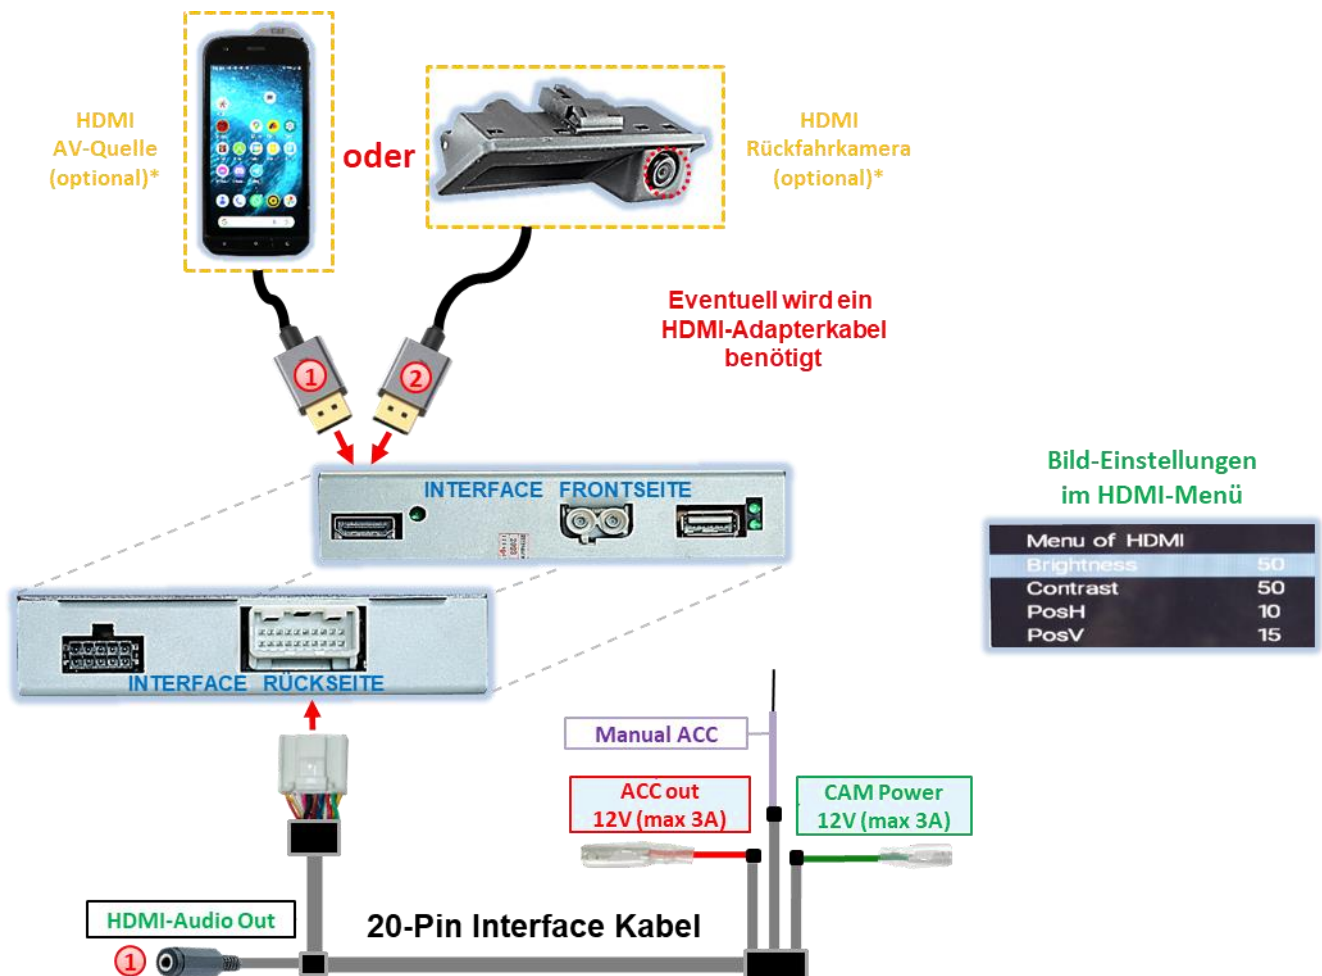 HDMI
AV-Quelle
(optional)*
oder
HDMI
Rückfahrkamera
(optional)*
Eventuell wird ein
HDMI-Adapterkabel
benötigt
1
2
INTERFACE FRONTSEITE
Bild-Einstellungen
im HDMI-Menü
Menu of HDMI
Brightness 50
Contrast 50
PosH 10
PosV 15
INTERFACE RÜCKSEITE
Manual ACC
ACC out
12V (max 3A)
CAM Power
12V (max 3A)
HDMI-Audio Out
20-Pin Interface Kabel
1